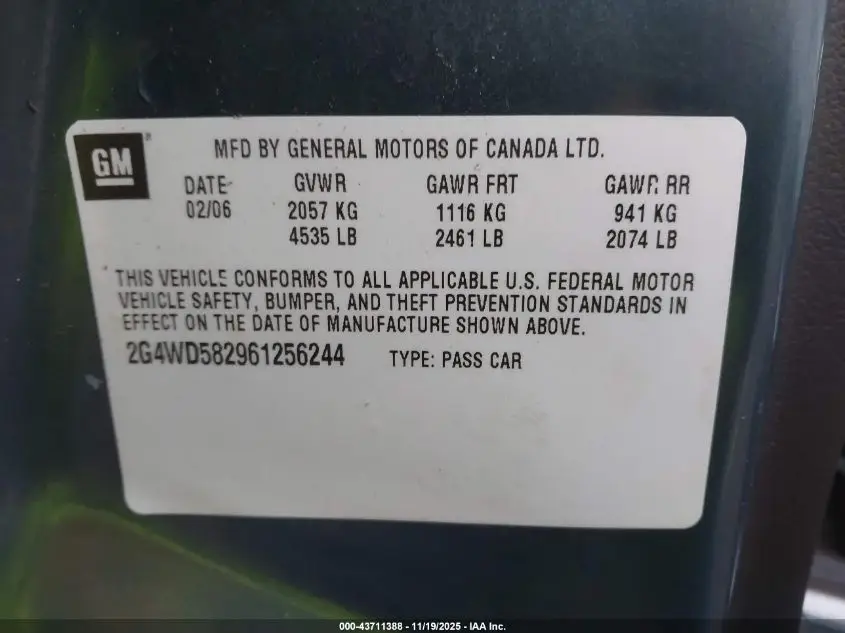 GM
MFD BY GENERAL MOTORS OF CANADA LTD.
DATE GVWR GAWR FRT GAWR RR
02/06 2057 KG 1116 KG 941 KG
4535 LB 2461 LB 2074 LB
THIS VEHICLE CONFORMS TO ALL APPLICABLE U.S. FEDERAL MOTOR
VEHICLE SAFETY, BUMPER, AND THEFT PREVENTION STANDARDS IN
EFFECT ON THE DATE OF MANUFACTURE SHOWN ABOVE.
2G4WD582961256244 TYPE: PASS CAR
000-43711388 - 11/19/2025 - IAA Inc.